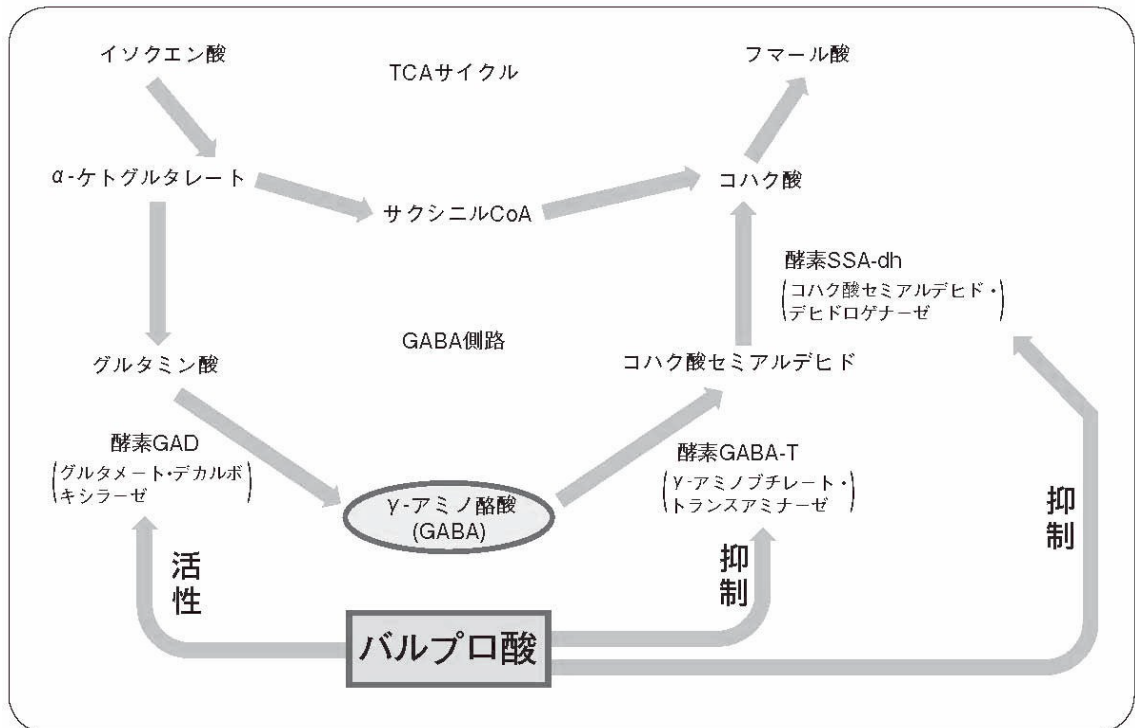 イソクエン酸
TCAサイクル
フマール酸
α-ケトグルタレート
サクシニルCoA
コハク酸
酵素SSA-dh
(コハク酸セミアルデヒド・
デヒドロゲナーゼ)
GABA側路
グルタミン酸
コハク酸セミアルデヒド
酵素GAD
(グルタメート・デカルボ
キシラーゼ)
γ-アミノ酪酸
(GABA)
酵素GABA-T
(γ-アミノブチレート・
トランスアミナーゼ)
活性
抑制
抑制
バルプロ酸